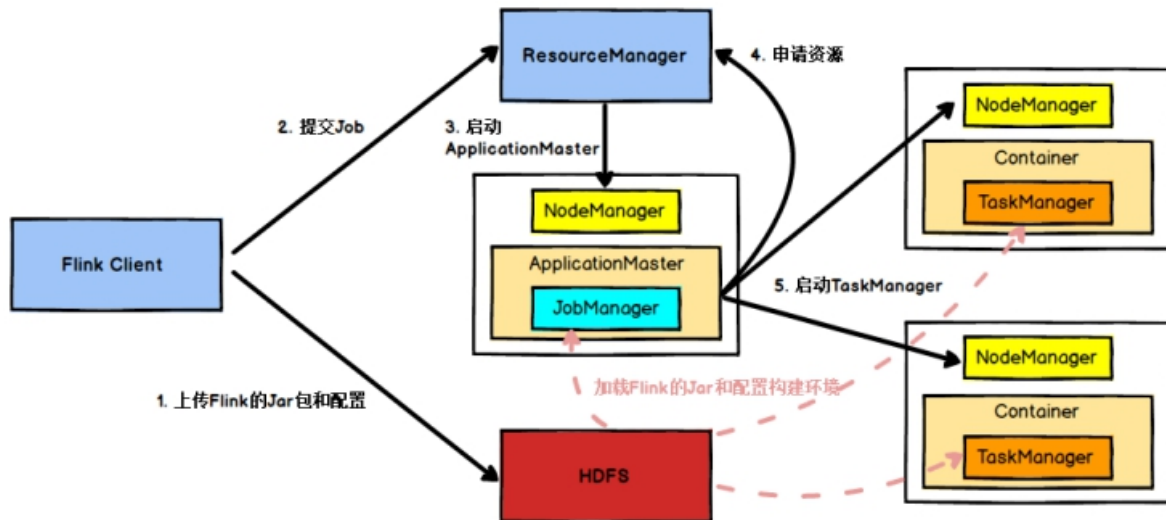 ResourceManager
4. 申请资源
NodeManager
2. 提交Job
3. 启动
ApplicationMaster
Container
TaskManager
NodeManager
Flink Client
ApplicationMaster
JobManager
5. 启动TaskManager
NodeManager
加载Flink的Jar和配置构建环境
1. 上传Flink的Jar包和配置
Container
TaskManager
HDFS